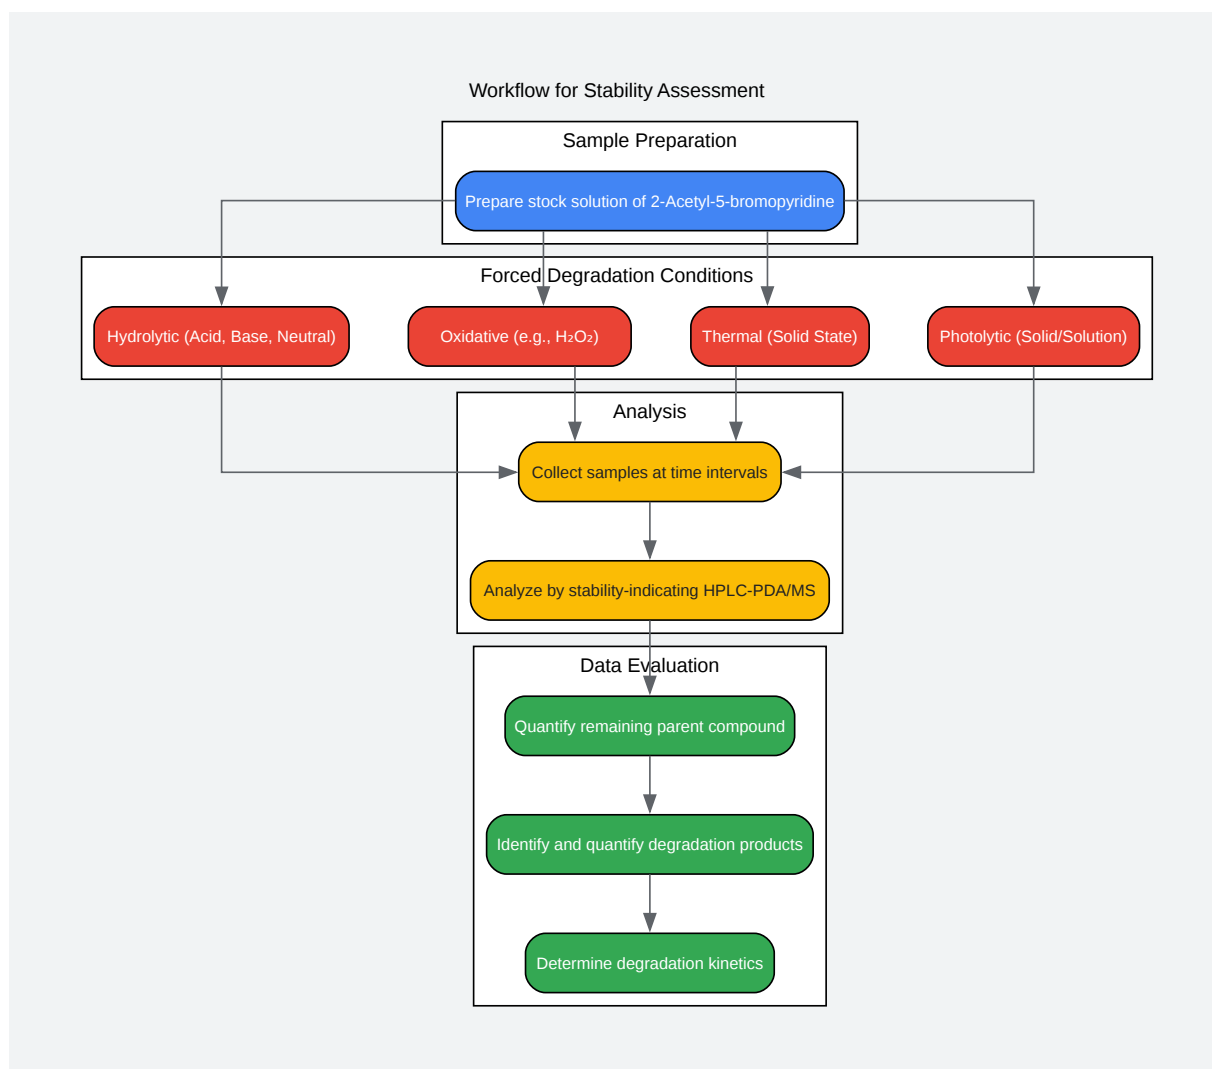 Workflow for Stability Assessment
Sample Preparation
Prepare stock solution of 2-Acetyl-5-bromopyridine
Forced Degradation Conditions
Hydrolytic (Acid, Base, Neutral)
Oxidative (e.g., H₂O₂)
Thermal (Solid State)
Photolytic (Solid/Solution)
Analysis
Collect samples at time intervals
Analyze by stability-indicating HPLC-PDA/MS
Data Evaluation
Quantify remaining parent compound
Identify and quantify degradation products
Determine degradation kinetics